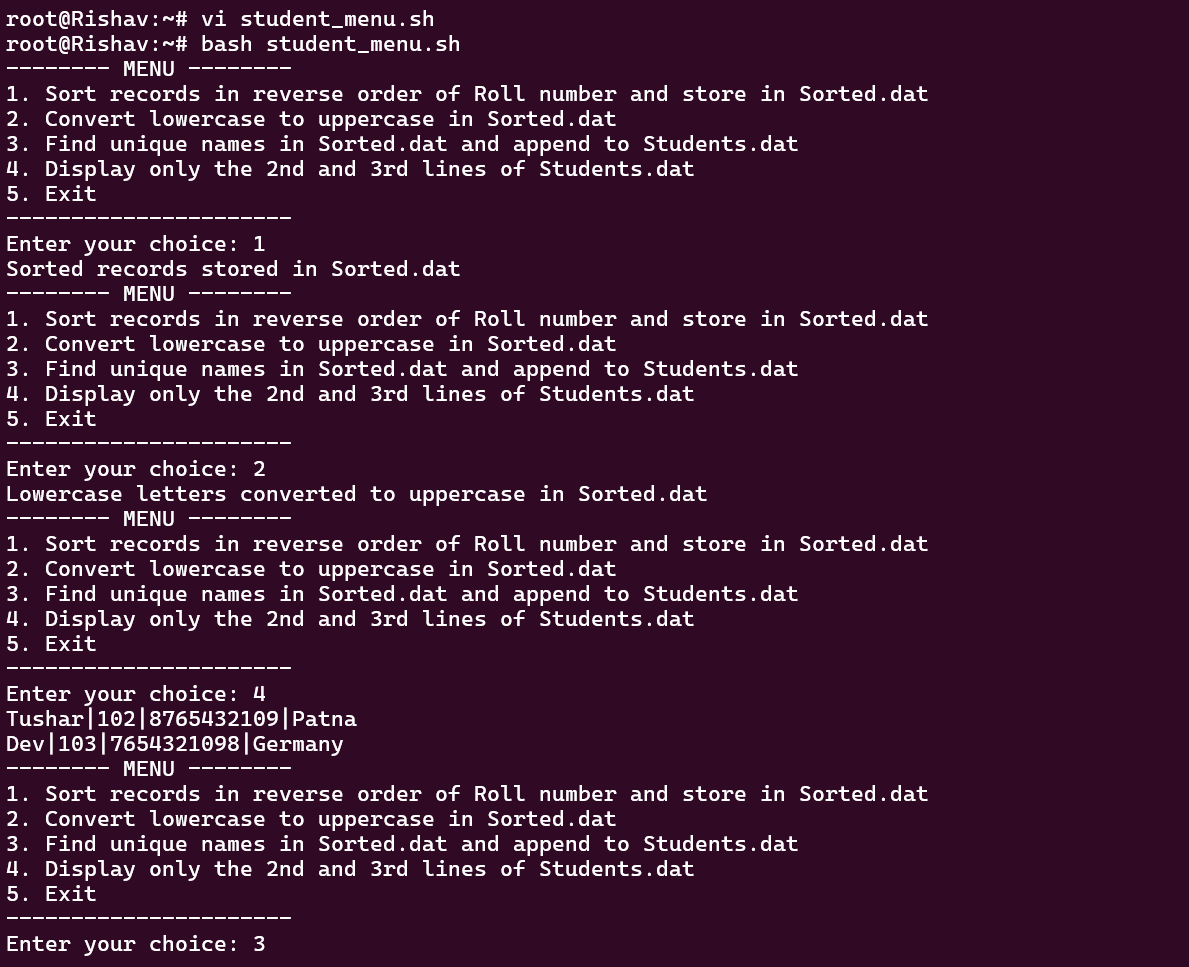 root@Rishav:~# vi student_menu.sh
root@Rishav:~# bash student_menu.sh
-------- MENU --------
1. Sort records in reverse order of Roll number and store in Sorted.dat
2. Convert lowercase to uppercase in Sorted.dat
3. Find unique names in Sorted.dat and append to Students.dat
4. Display only the 2nd and 3rd lines of Students.dat
5. Exit
----------------------
Enter your choice: 1
Sorted records stored in Sorted.dat
-------- MENU --------
1. Sort records in reverse order of Roll number and store in Sorted.dat
2. Convert lowercase to uppercase in Sorted.dat
3. Find unique names in Sorted.dat and append to Students.dat
4. Display only the 2nd and 3rd lines of Students.dat
5. Exit
----------------------
Enter your choice: 2
Lowercase letters converted to uppercase in Sorted.dat
-------- MENU --------
1. Sort records in reverse order of Roll number and store in Sorted.dat
2. Convert lowercase to uppercase in Sorted.dat
3. Find unique names in Sorted.dat and append to Students.dat
4. Display only the 2nd and 3rd lines of Students.dat
5. Exit
----------------------
Enter your choice: 4
Tushar|102|8765432109|Patna
Dev|103|7654321098|Germany
-------- MENU --------
1. Sort records in reverse order of Roll number and store in Sorted.dat
2. Convert lowercase to uppercase in Sorted.dat
3. Find unique names in Sorted.dat and append to Students.dat
4. Display only the 2nd and 3rd lines of Students.dat
5. Exit
----------------------
Enter your choice: 3